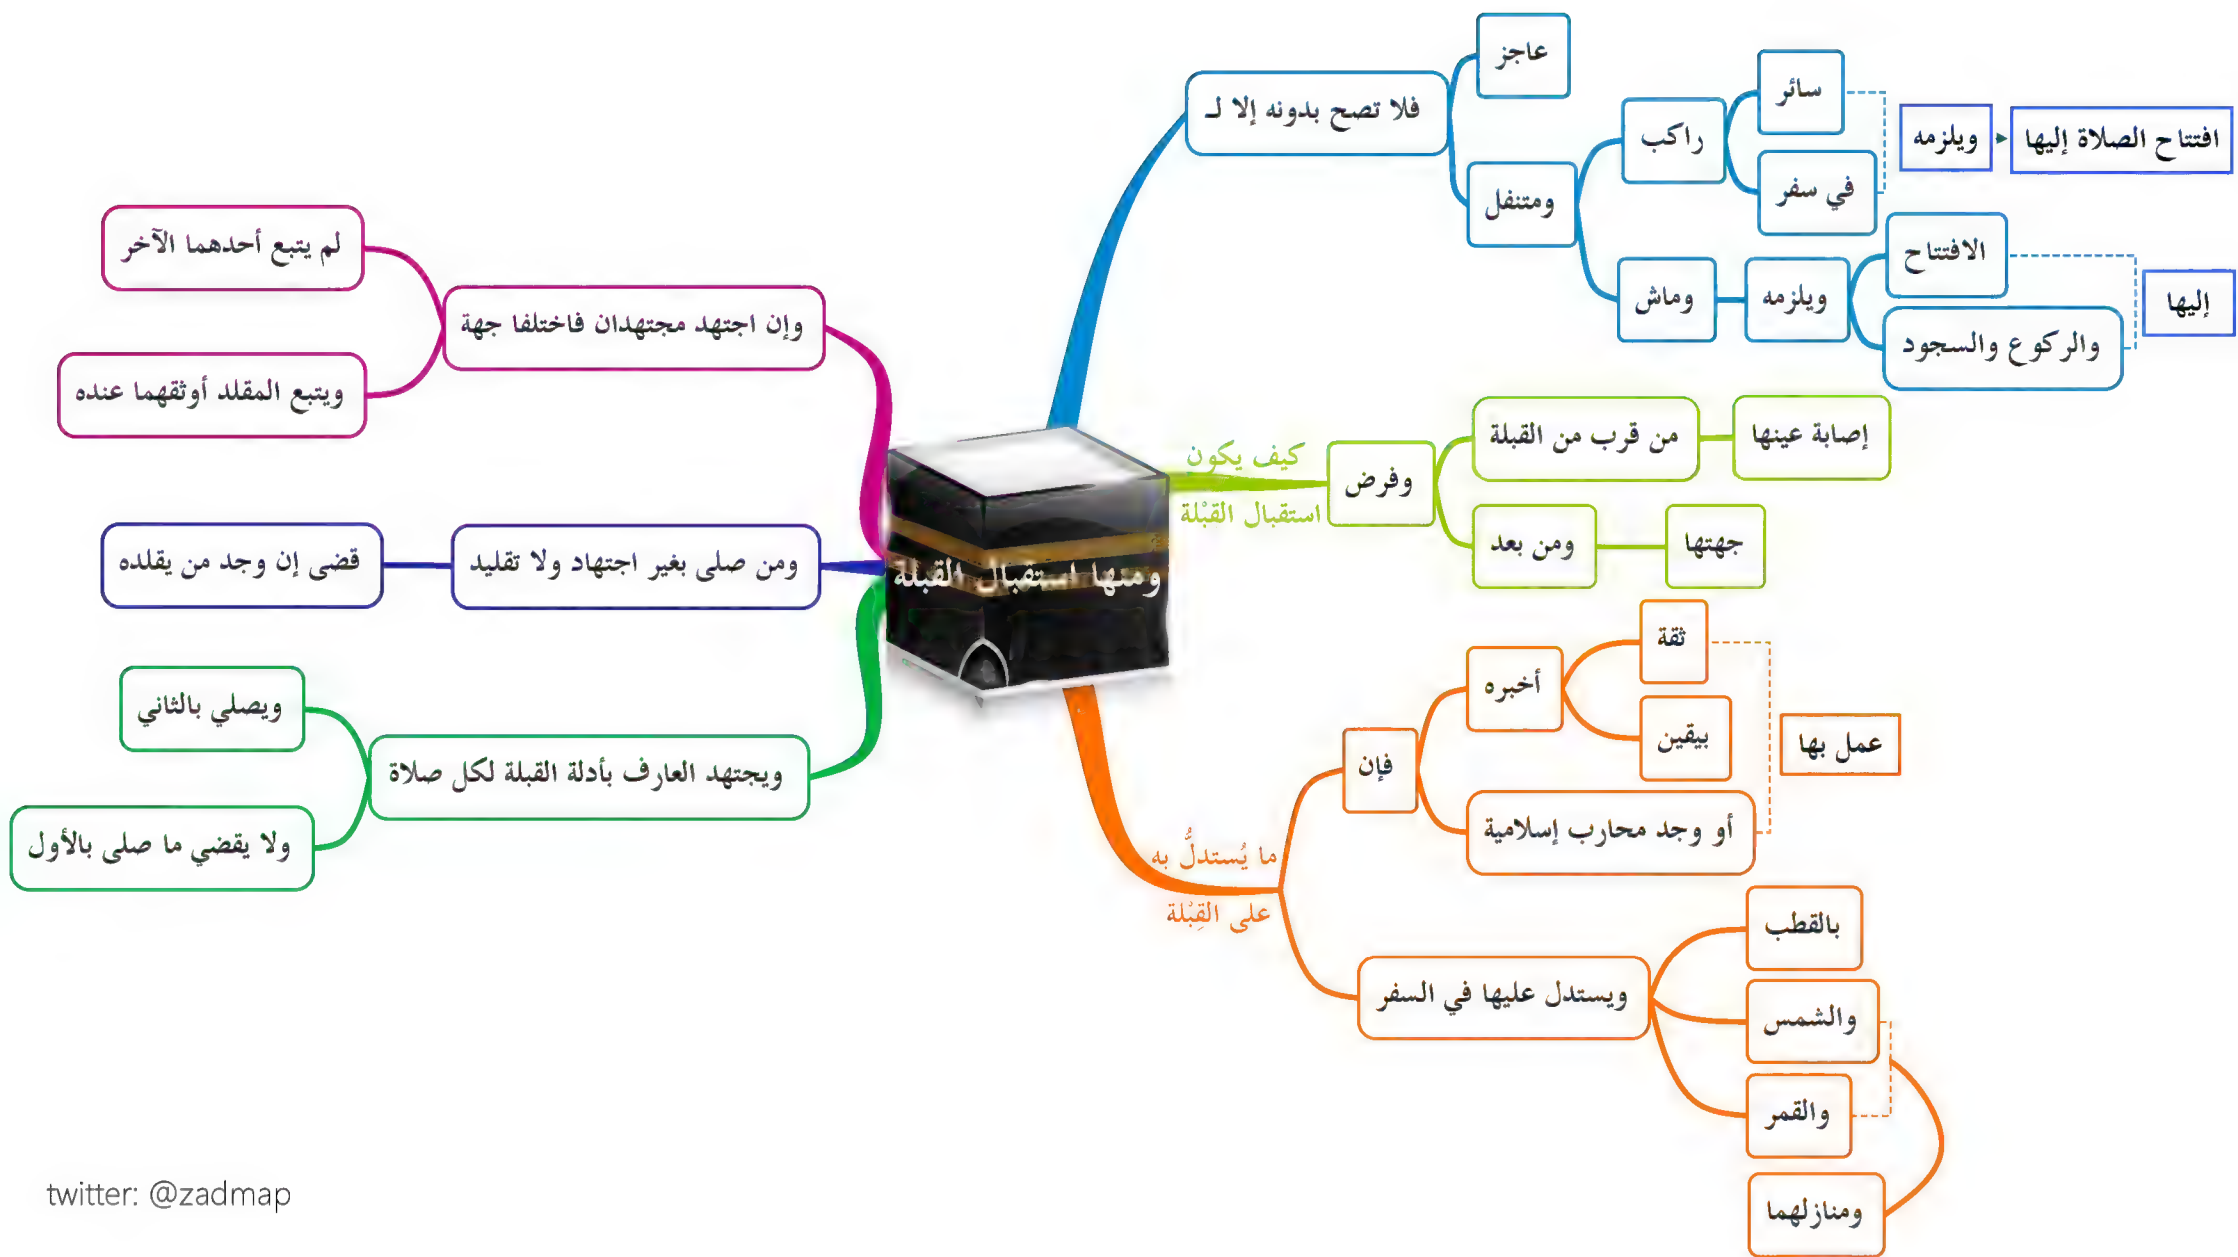 ومنها استقبال القبلة
فلا تصح بدونه إلا لـ
عاجز
ومتنفل
راكب
سائر
في سفر
ويلزمه
افتتاح الصلاة إليها
وماش
ويلزمه
الافتتاح
والركوع والسجود
إليها
كيف يكون
استقبال القبْلة
وفرض
من قرب من القبلة
إصابة عينها
ومن بعد
جهتها
ما يُستدلُّ به
على القِبْلة
فإن
أخبره
ثقة
بيقين
أو وجد محارب إسلامية
عمل بها
ويستدل عليها في السفر
بالقطب
والشمس
والقمر
ومنازلهما
ويجتهد العارف بأدلة القبلة لكل صلاة
ويصلي بالثاني
ولا يقضي ما صلى بالأول
ومن صلى بغير اجتهاد ولا تقليد
قضى إن وجد من يقلده
وإن اجتهد مجتهدان فاختلفا جهة
لم يتبع أحدهما الآخر
ويتبع المقلد أوثقهما عنده
twitter: @zadmap